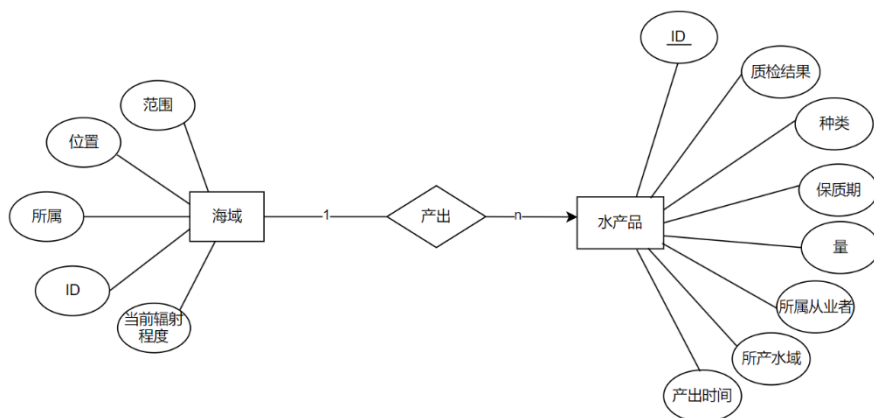 ID
质检结果
范围
种类
位置
保质期
所属
海域
1
产出
n
水产品
量
ID
所属从业者
当前辐射
程度
所产水域
产出时间